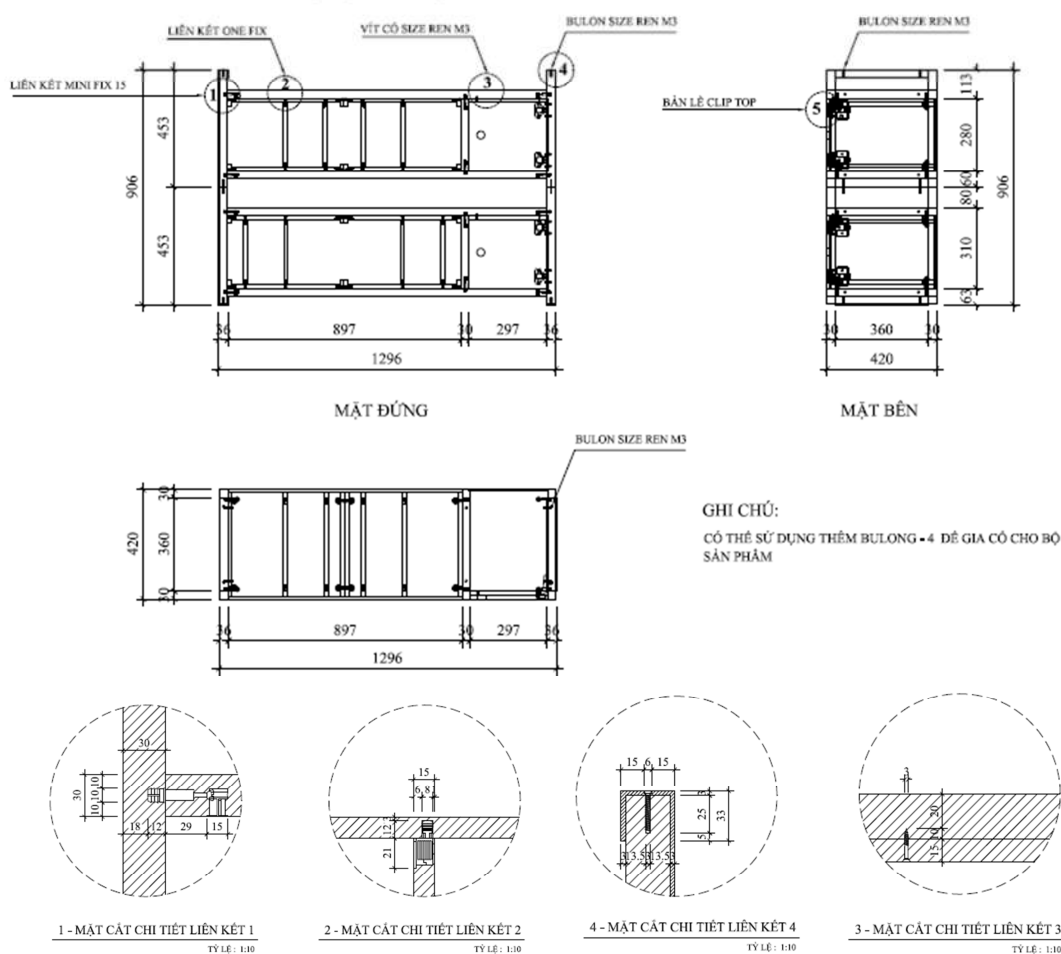 LIÊN KẾT ONE FIX
VÍT CÓ SIZE REN M3
BULON SIZE REN M3
BULON SIZE REN M3
LIÊN KẾT MINI FIX 15
BẢN LỀ CLIP TOP
1
2
3
4
5
453
453
906
36
897
30
297
36
1296
113
280
60
80
310
63
906
30
360
30
420
MẶT ĐỨNG
MẶT BÊN
BULON SIZE REN M3
30
360
30
420
36
897
30
297
36
1296
GHI CHÚ:
CÓ THỂ SỬ DỤNG THÊM BULONG - 4 ĐỂ GIA CỐ CHO BỘ
SẢN PHẨM
30
30
10
10
10
18
12
29
15
15
6
8
12
21
15 6 15
3
25
5
33
3 13.5 3 13.5 3
3
20
10
15
1 - MẶT CẮT CHI TIẾT LIÊN KẾT 1
TỶ LỆ : 1:10
2 - MẶT CẮT CHI TIẾT LIÊN KẾT 2
TỶ LỆ : 1:10
4 - MẶT CẮT CHI TIẾT LIÊN KẾT 4
TỶ LỆ : 1:10
3 - MẶT CẮT CHI TIẾT LIÊN KẾT 3
TỶ LỆ : 1:10